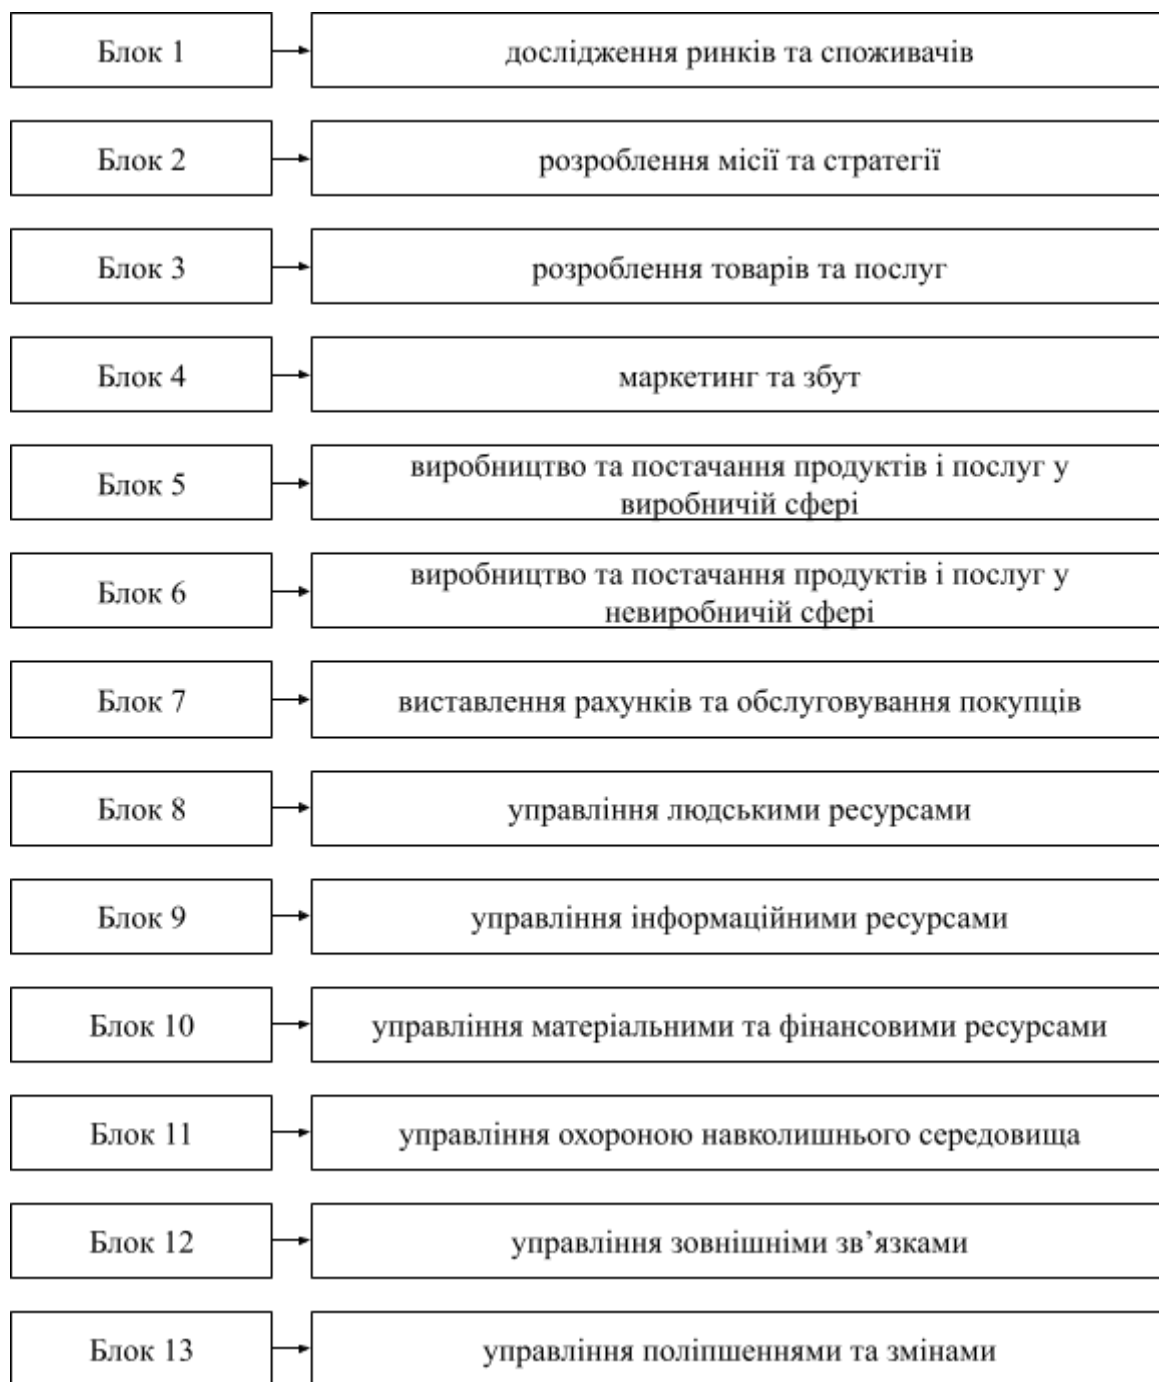 Блок 1
дослідження ринків та споживачів
Блок 2
розроблення місії та стратегії
Блок 3
розроблення товарів та послуг
Блок 4
маркетинг та збут
Блок 5
виробництво та постачання продуктів і послуг у
виробничій сфері
Блок 6
виробництво та постачання продуктів і послуг у
невиробничій сфері
Блок 7
виставлення рахунків та обслуговування покупців
Блок 8
управління людськими ресурсами
Блок 9
управління інформаційними ресурсами
Блок 10
управління матеріальними та фінансовими ресурсами
Блок 11
управління охороною навколишнього середовища
Блок 12
управління зовнішніми зв’язками
Блок 13
управління поліпшеннями та змінами